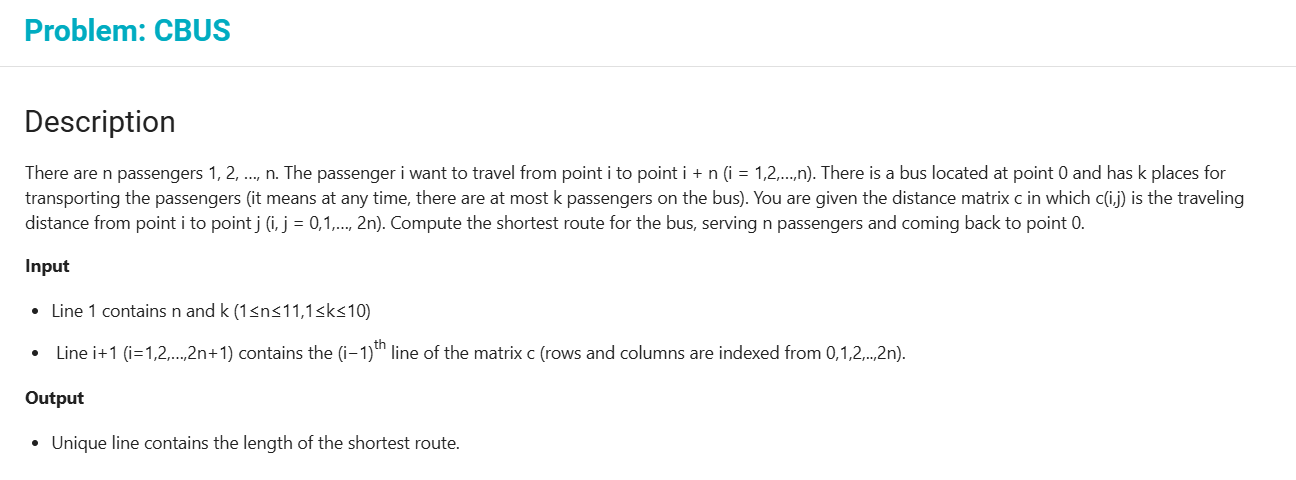 Problem: CBUS
Description
There are n passengers 1, 2, ..., n. The passenger i want to travel from point i to point i + n (i = 1,2,...,n). There is a bus located at point 0 and has k places for
transporting the passengers (it means at any time, there are at most k passengers on the bus). You are given the distance matrix c in which c(i,j) is the traveling
distance from point i to point j (i, j = 0,1,..., 2n). Compute the shortest route for the bus, serving n passengers and coming back to point 0.
Input
• Line 1 contains n and k (1≤n≤11,1≤k≤10)
• Line i+1 (i=1,2,...,2n+1) contains the (i−1)th line of the matrix c (rows and columns are indexed from 0,1,2,..,2n).
Output
• Unique line contains the length of the shortest route.